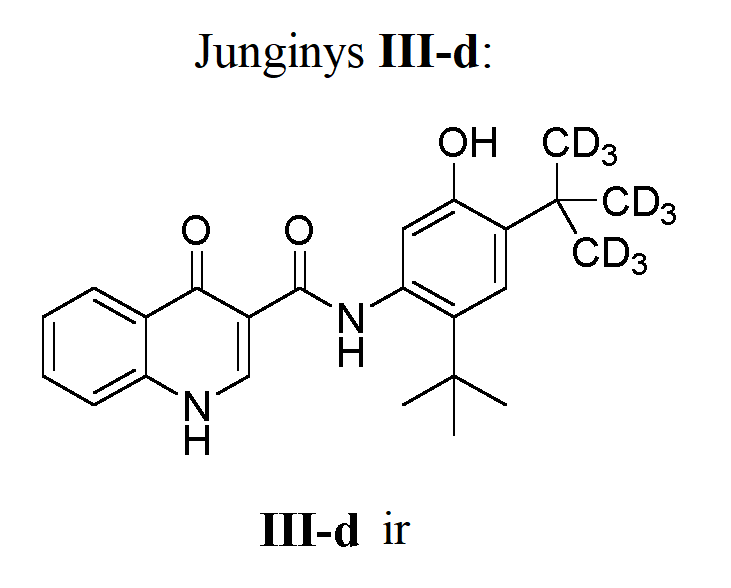 Junginys III-d:
OH
CD3
CD3
CD3
O
O
N
H
N
H
III-d ir